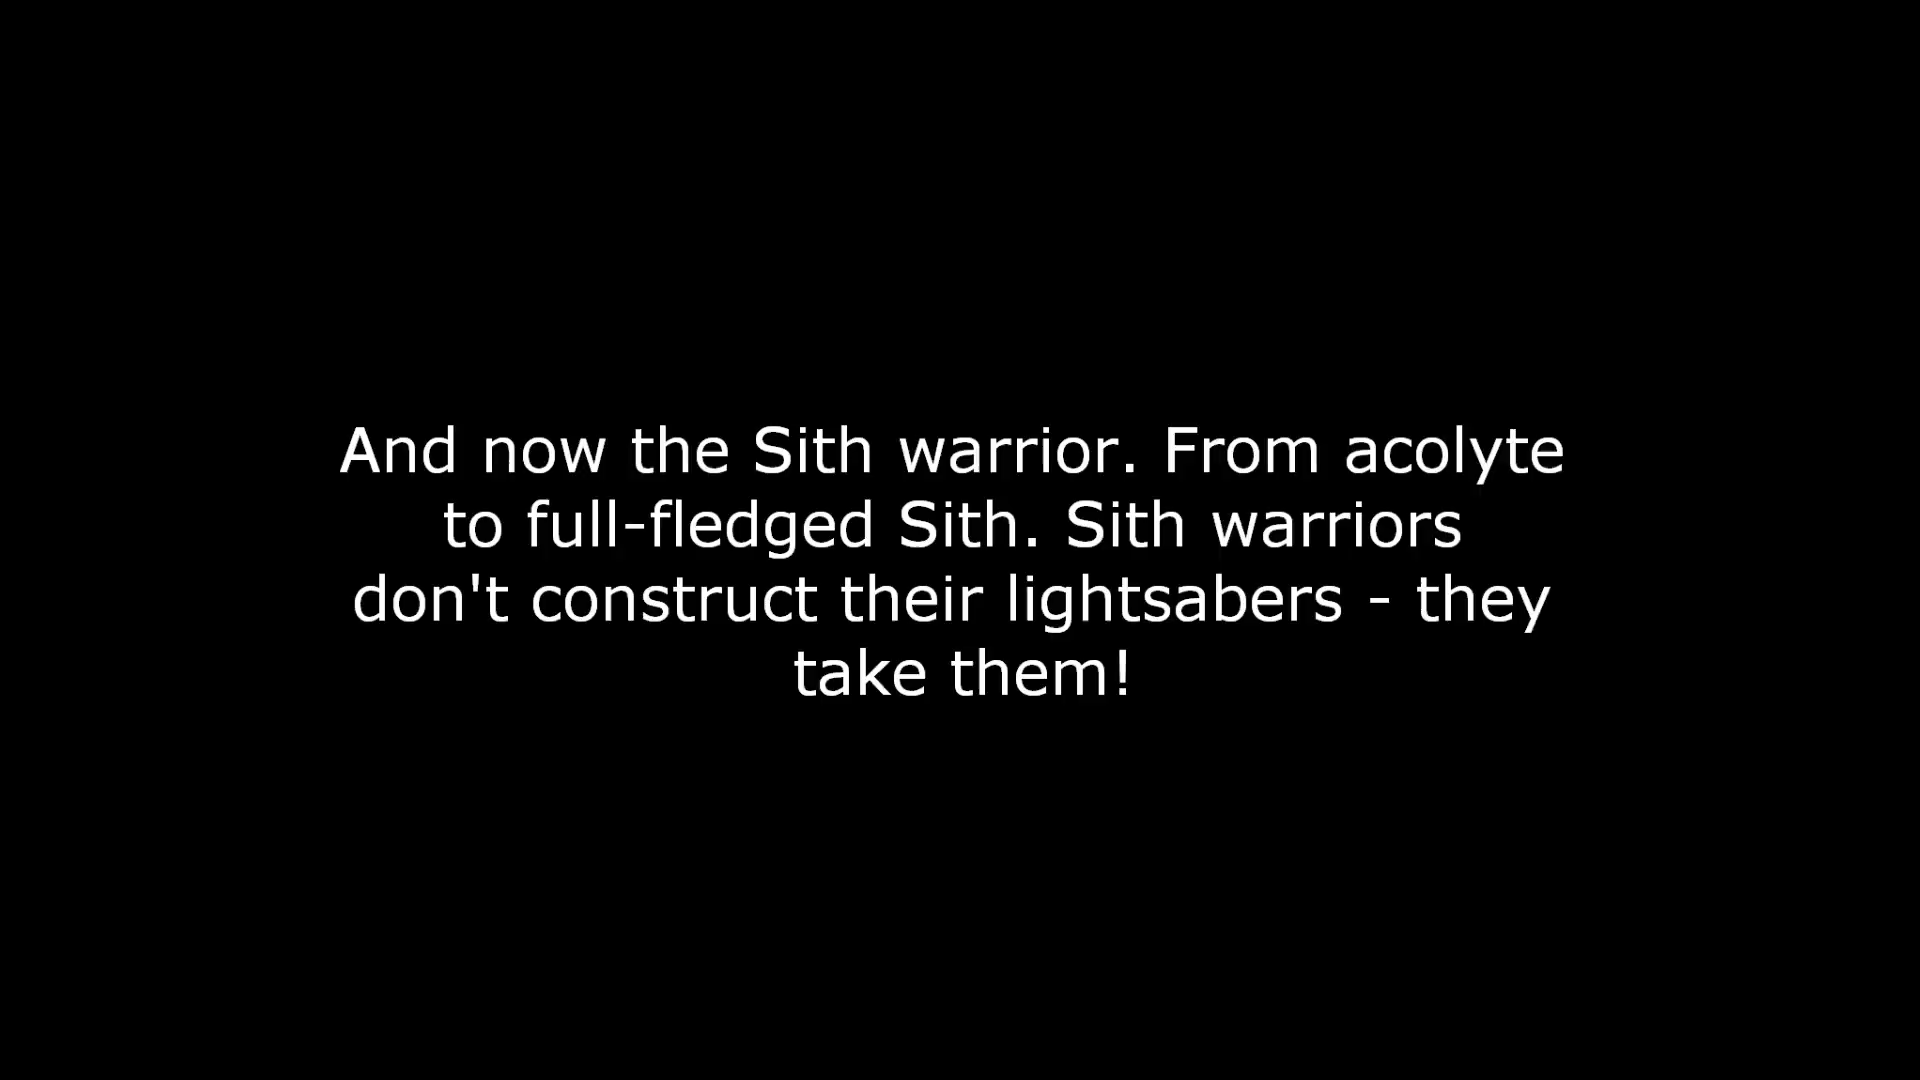 And now the Sith warrior. From acolyte
to full-fledged Sith. Sith warriors
don't construct their lightsabers - they
take them!